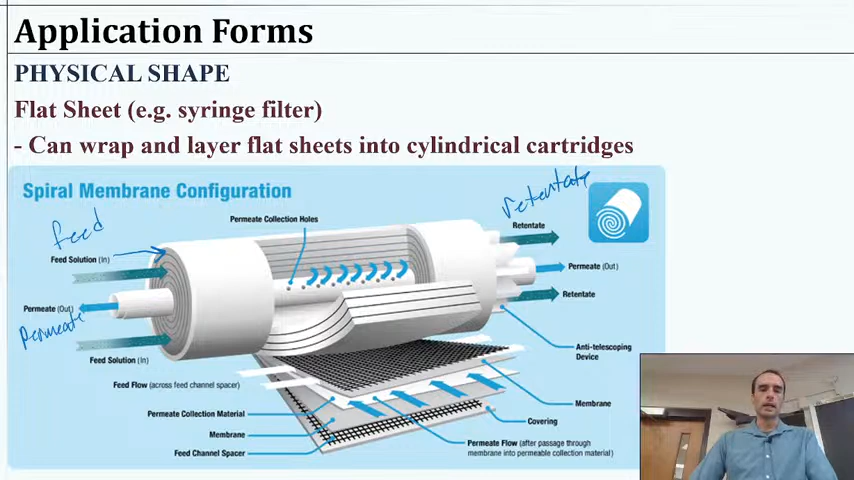 Application Forms
PHYSICAL SHAPE
Flat Sheet (e.g. syringe filter)
- Can wrap and layer flat sheets into cylindrical cartridges
Spiral Membrane Configuration
retentate
Permeate Collection Holes
Retentate
feed
Feed Solution (In)
Permeate (Out)
Permeate (Out)
Retentate
permeate
Feed Solution (In)
Anti-telescoping
Device
Feed Flow (across feed channel spacer)
Membrane
Permeate Collection Material
Covering
Membrane
Permeate Flow (after passage through
membrane into permeable collection material)
Feed Channel Spacer